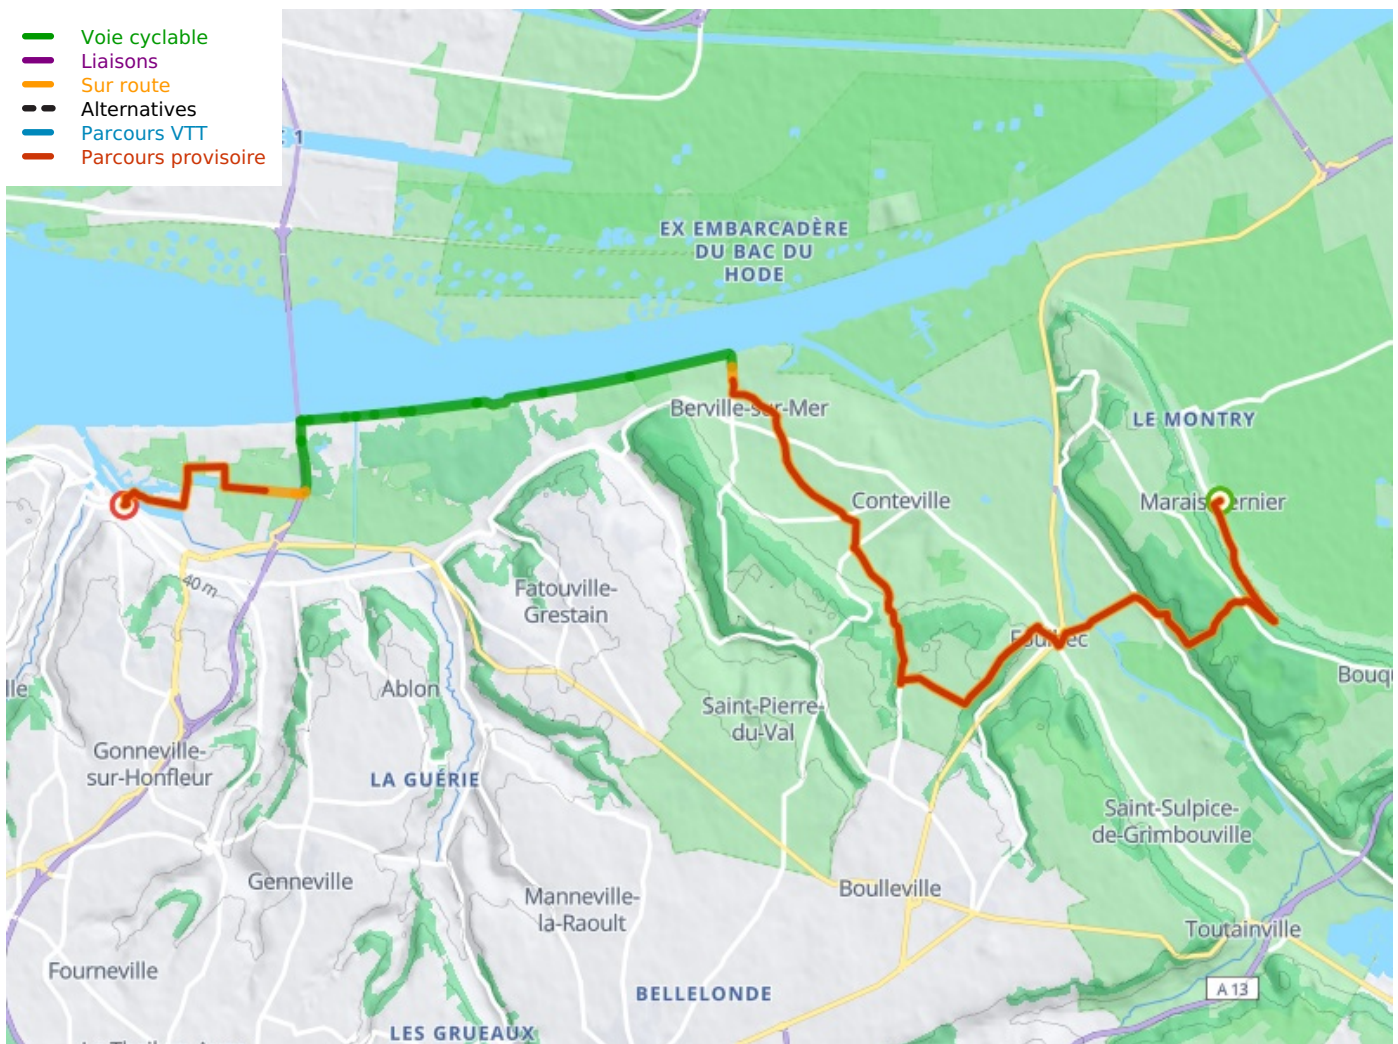 Voie cyclable
Liaisons
Sur route
Alternatives
Parcours VTT
Parcours provisoire
1
EX EMBARCADÈRE
DU BAC DU
HODE
Berville-sur-Mer
LE MONTRY
Conteville
40 m
Fatouville-
Grestain
Ablon
Saint-Pierre-
du-Val
Gonneville-
sur-Honfleur
LA GUÉRIE
Saint-Sulpice-
de-Grimbouville
Genneville
Manneville-
la-Raoult
Boulleville
Toutainville
Fourneville
BELLELONDE
A 13
LES GRUEAUX